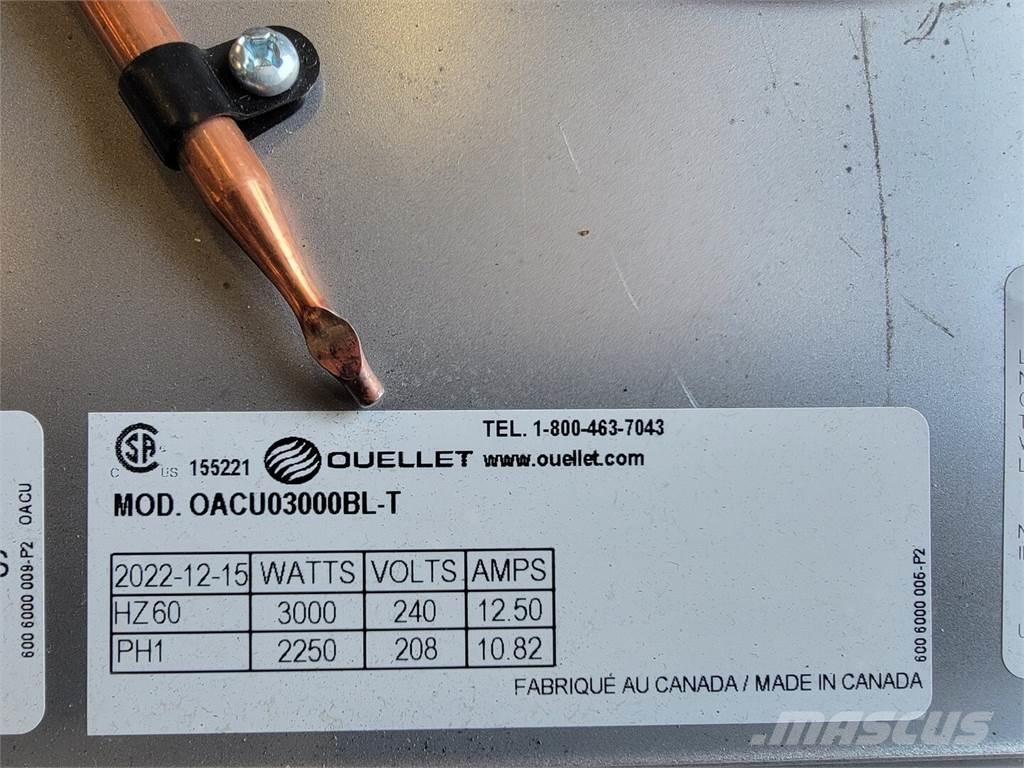 TEL. 1-800-463-7043
CSA
C US 155221 OUELLET www.ouellet.com
MOD. OACU03000BL-T
2022-12-15 WATTS VOLTS AMPS
HZ60 3000 240 12.50
PH1 2250 208 10.82
FABRIQUÉ AU CANADA / MADE IN CANADA
600 6000 006-P2
600 6000 009-P2 OACU
MASCUS